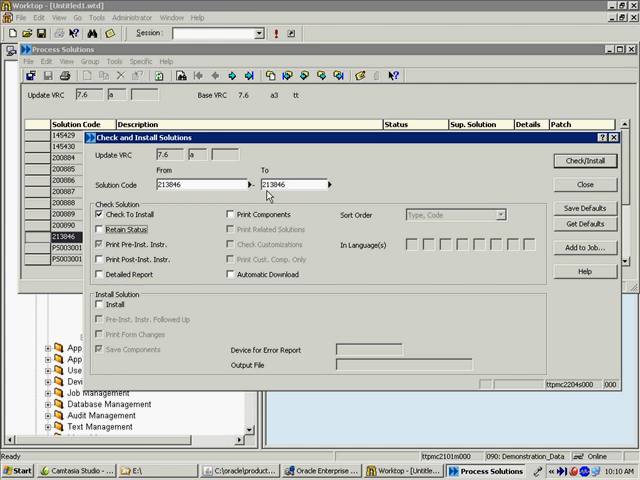 Worktop - [Untitled1.wtd]
File Edit View Tools Application Window Help
Session:
Process Solutions
File Edit View Group Tools Specific Help
Update VRC 7.6 a Base VRC 7.6 a3 tt
Solution Code Description Status Sup. Solution Details Patch
145429
145430
200884
200885
200887
200888
200889
200890
213846
PS003001
PS003001
Check and Install Solutions
Update VRC 7.6 a
From To
Solution Code 213846 - 213846
Check/Install
Close
Save Defaults
Get Defaults
Add to Job...
Help
Check Solution
Check To Install Print Components Sort Order Type, Code
Retain Status Print Related Solutions
Print Pre-Inst. Instr. Check Customizations In Language(s)
Print Post-Inst. Instr. Print Cust. Comp. Only
Detailed Report Automatic Download
Install Solution
Install
Pre-Inst. Instr. Followed Up
Print Form Changes
Save Components Device for Error Report
Output File
ttpmc2204s000 000
App
App
Use
Devi
Job Management
Database Management
Audit Management
Text Management
Ready ttpmc2101m000 090: Demonstration_Data Online
Start Camtasia Studio - ... E:\ C:\oracle\product... Oracle Enterprise ... Worktop - [Untitle... Process Solutions 10:10 AM